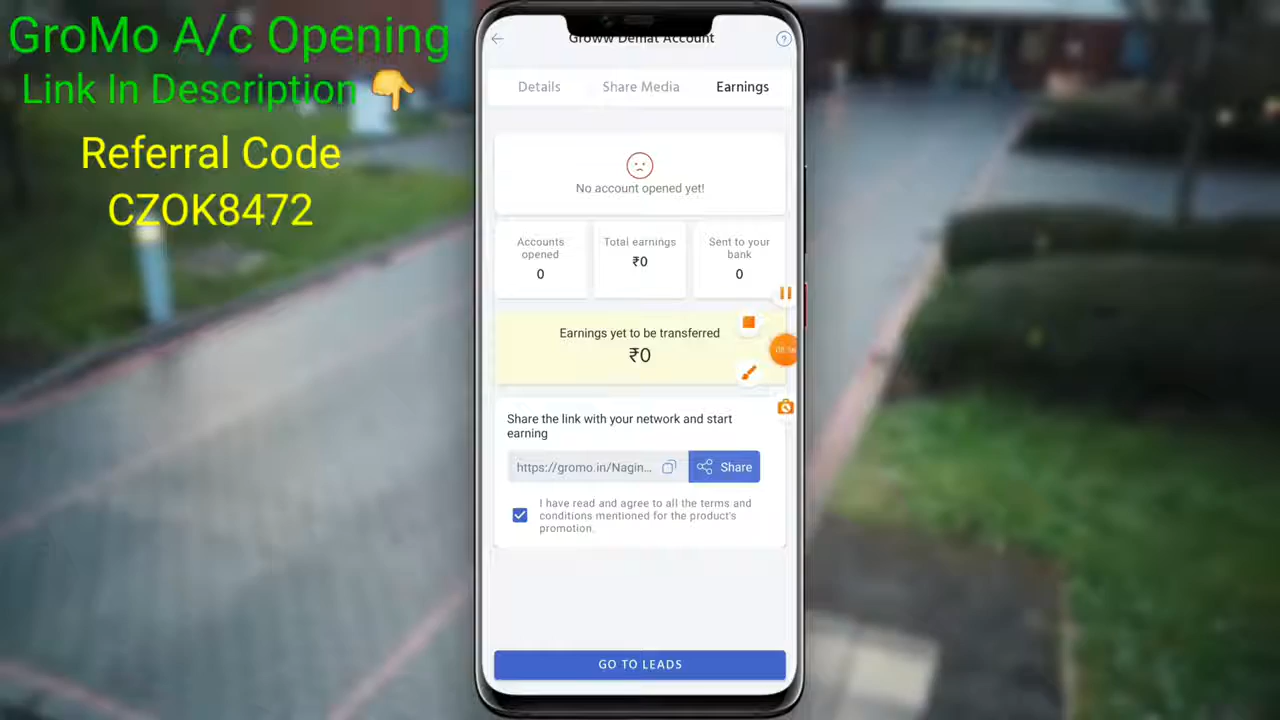 GroMo A/c Opening
Link In Description
Referral Code
CZOK8472
Groww Demat Account
Details
Share Media
Earnings
No account opened yet!
Accounts opened
0
Total earnings
₹0
Sent to your bank
0
Earnings yet to be transferred
₹0
Share the link with your network and start
earning
https://gromo.in/Nagin...
Share
I have read and agree to all the terms and
conditions mentioned for the product's
promotion.
GO TO LEADS